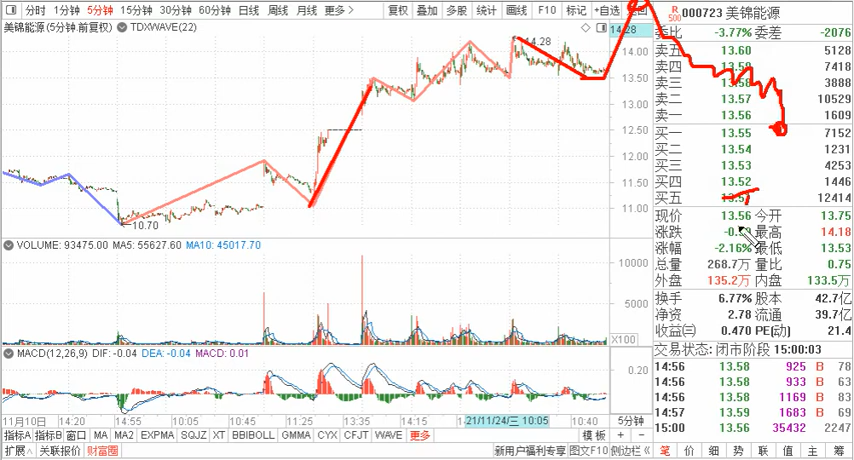 分时 1分钟 5分钟 15分钟 30分钟 60分钟 日线 周线 月线 更多> 复权 叠加 多股 统计 画线 F10 标记 +自选 返回
R 500 000723 美锦能源
美锦能源(5分钟 前复权) TDXWAVE(22)
14.28
14.28
14.00
13.50
13.00
12.50
12.00
11.50
11.00
10.70
委比 -3.77% 委差 -2076
卖五 13.60 5128
卖四 13.59 7418
卖三 13.58 3888
卖二 13.57 10529
卖一 13.56 1609
买一 13.55 7152
买二 13.54 1231
买三 13.53 4253
买四 13.52 1446
买五 12414
现价 13.56 今开 13.75
涨跌 最高 14.18
涨幅 -2.16% 最低 13.53
总量 268.7万 量比 0.75
外盘 135.2万 内盘 133.5万
换手 6.77% 股本 42.7亿
净资 2.78 流通 39.7亿
收益㈢ 0.470 PE(动) 21.4
交易状态: 闭市阶段 15:00:03
14:56 13.58 925 B 78
14:56 13.58 933 B 63
14:56 13.58 1169 B 83
14:57 13.59 1683 B 69
15:00 13.56 35432 2247
VOLUME: 93475.00 MA5: 55627.60 MA10: 45017.70
10000
5000
X100
MACD(12,26,9) DIF: -0.04 DEA: -0.04 MACD: 0.01
0.20
11月10日 14:20 14:55 10:05 10:45 11:25 13:35 14:15 21/11/24/三 10:05 10:40 5分钟
指标A 指标B 窗口 MA MA2 EXPMA SQJZ XT BBIBOLL GMMA CYX CFJT WAVE 更多 模板 + -
扩展∧ 关联报价 财富圈 新用户福利专享 图文F10 侧边栏《 笔 价 细 势 联 值 主 筹